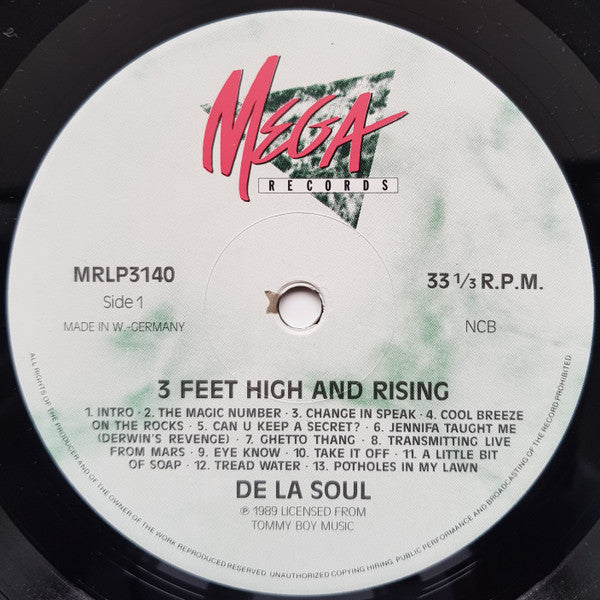 MEGA
RECORDS
MRLP3140
33 ⅓ R.P.M.
Side 1
MADE IN W.-GERMANY
NCB
3 FEET HIGH AND RISING
1. INTRO · 2. THE MAGIC NUMBER · 3. CHANGE IN SPEAK · 4. COOL BREEZE
ON THE ROCKS · 5. CAN U KEEP A SECRET? · 6. JENNIFA TAUGHT ME
(DERWIN'S REVENGE) · 7. GHETTO THANG · 8. TRANSMITTING LIVE
FROM MARS · 9. EYE KNOW · 10. TAKE IT OFF · 11. A LITTLE BIT
OF SOAP · 12. TREAD WATER · 13. POTHOLES IN MY LAWN
DE LA SOUL
℗ 1989 LICENSED FROM
TOMMY BOY MUSIC
ALL RIGHTS OF THE PRODUCER AND OF THE OWNER OF THE WORK REPRODUCED RESERVED. UNAUTHORIZED COPYING HIRING, PUBLIC PERFORMANCE AND BROADCASTING OF THE RECORD PROHIBITED.